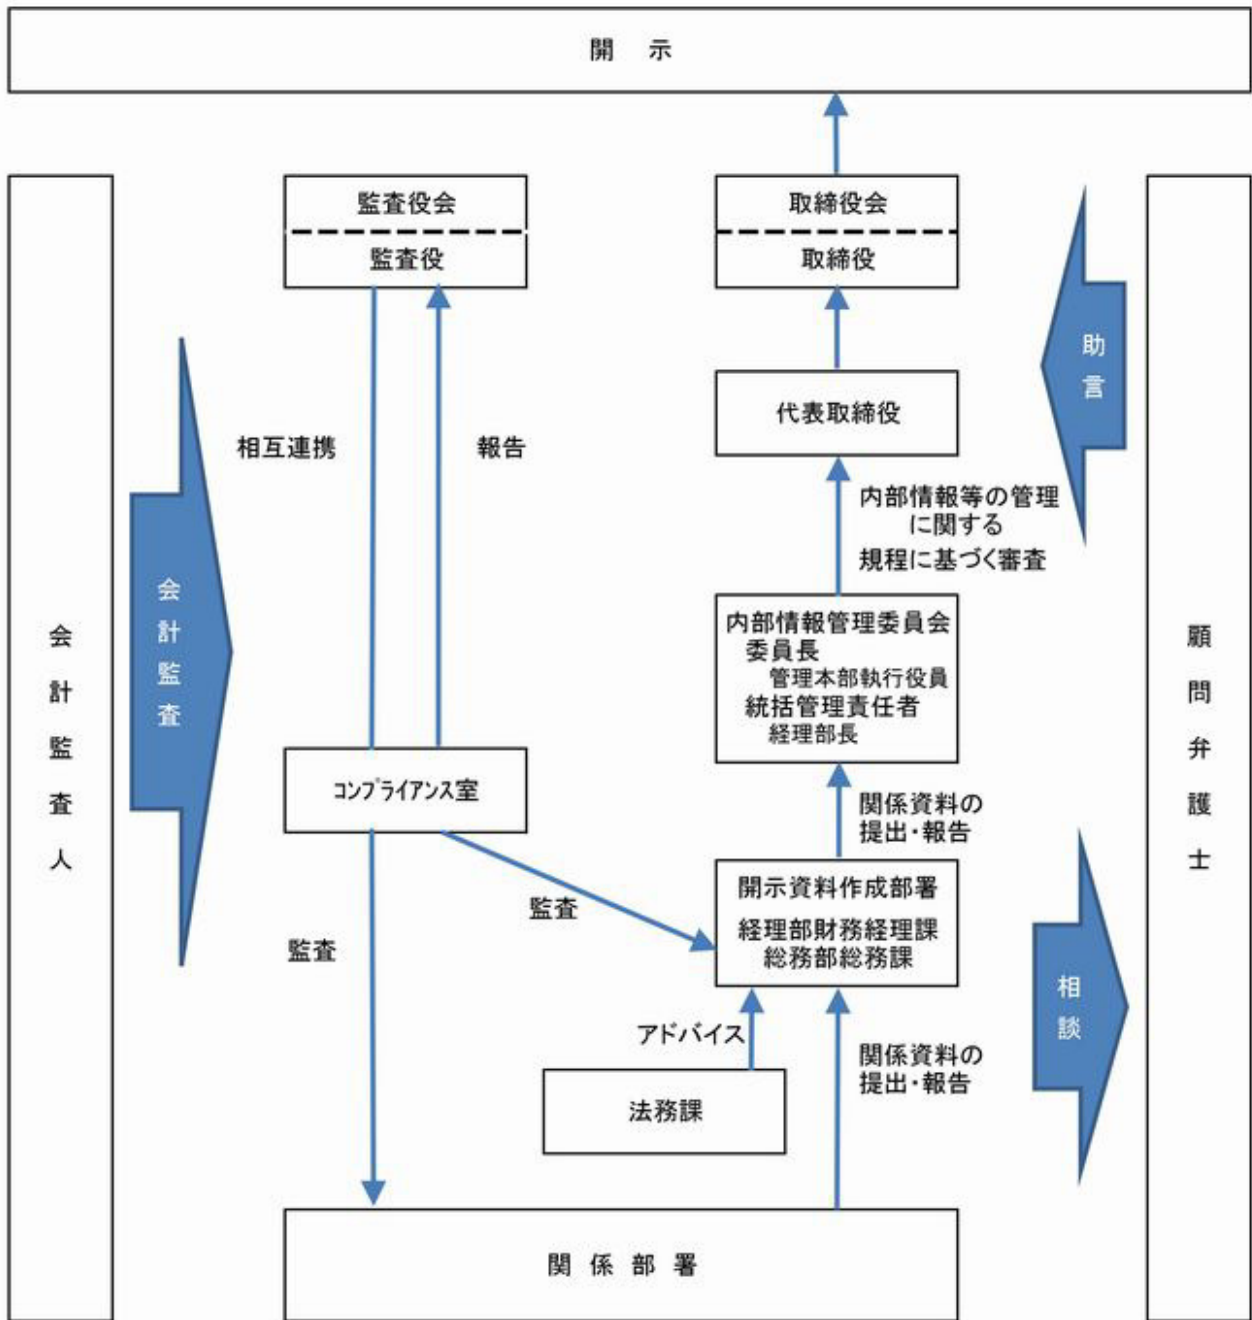 開 示
監査役会
監査役
取締役会
取締役
助言
代表取締役
相互連携
報告
内部情報等の管理
に関する
規程に基づく審査
会計監査人
会計監査
顧問弁護士
内部情報管理委員会
委員長
管理本部執行役員
統括管理責任者
経理部長
コンプライアンス室
関係資料の
提出・報告
開示資料作成部署
経理部財務経理課
総務部総務課
監査
監査
相談
アドバイス
関係資料の
提出・報告
法務課
関 係 部 署